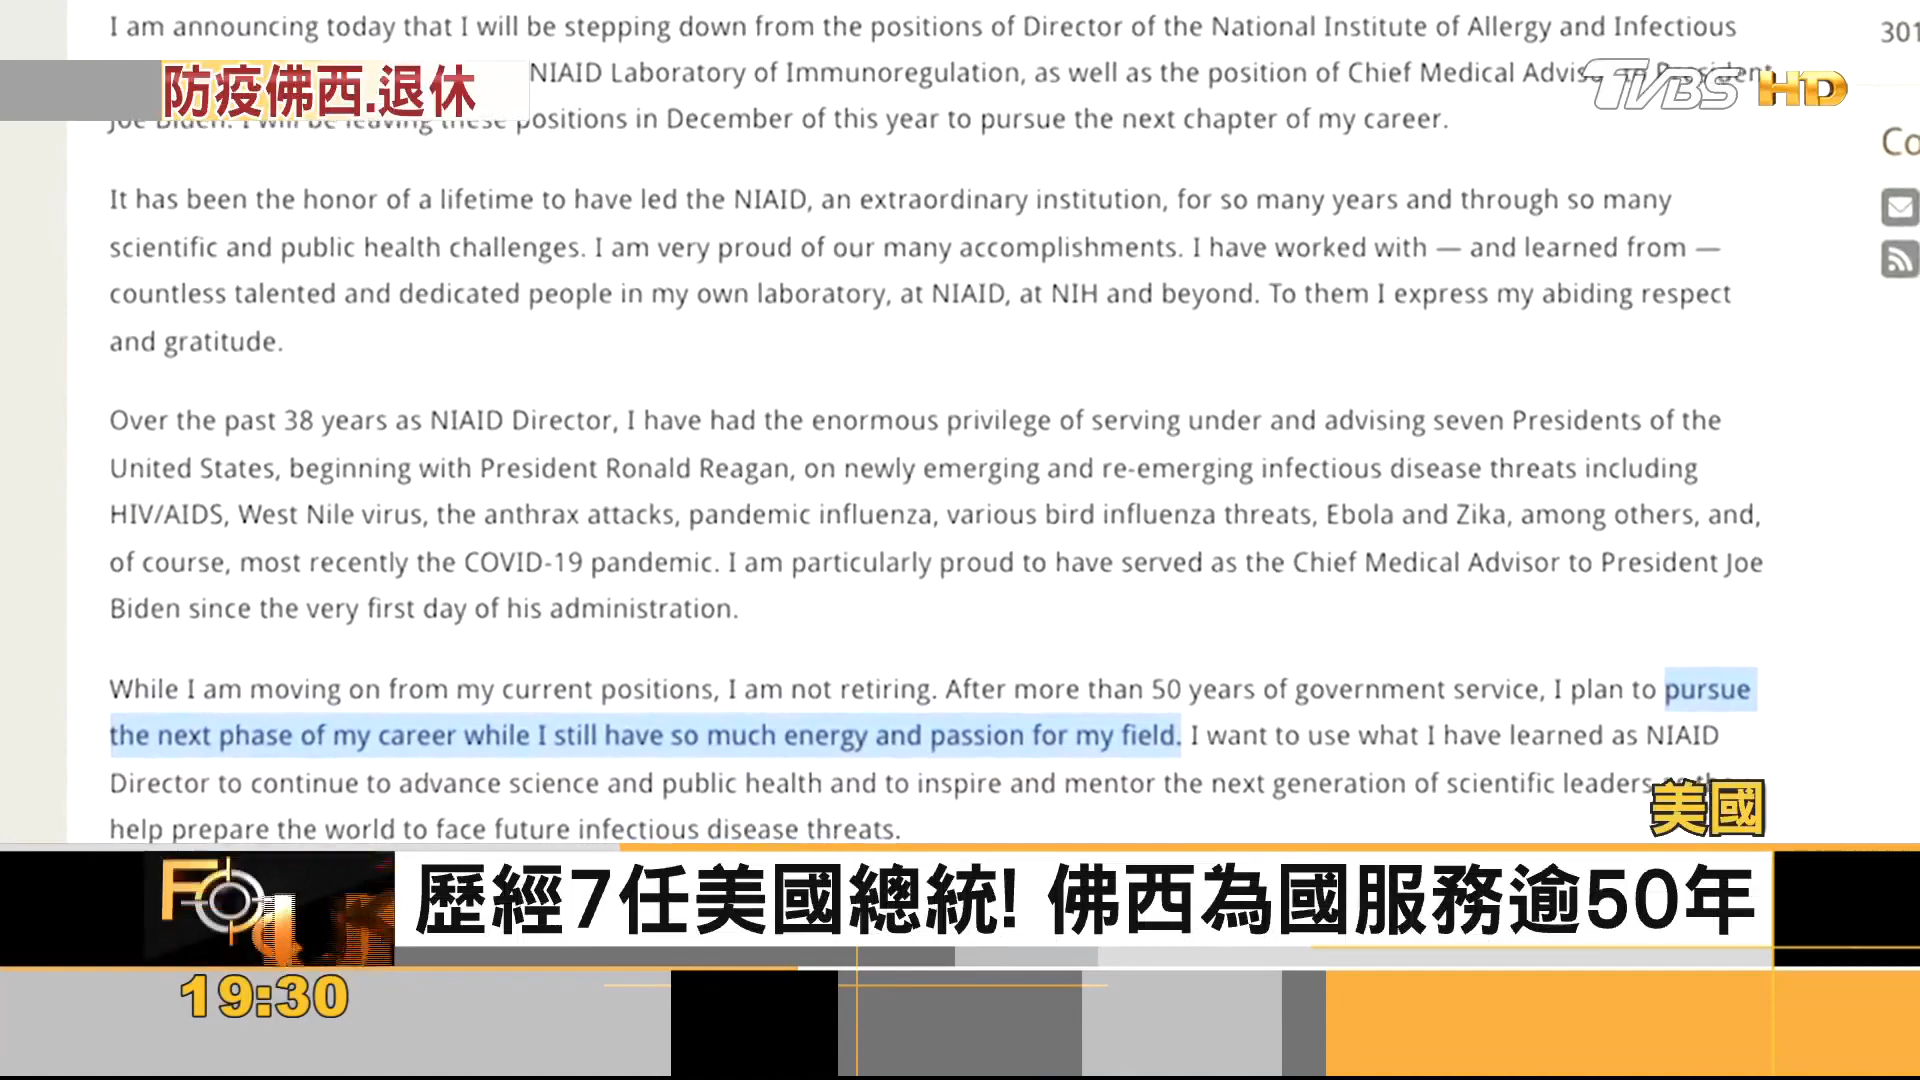 I am announcing today that I will be stepping down from the positions of Director of the National Institute of Allergy and Infectious
301
防疫佛西.退休
NIAID Laboratory of Immunoregulation, as well as the position of Chief Medical Advisor to President
TVBS HD
Joe Biden. I will be leaving these positions in December of this year to pursue the next chapter of my career.
Co
It has been the honor of a lifetime to have led the NIAID, an extraordinary institution, for so many years and through so many
scientific and public health challenges. I am very proud of our many accomplishments. I have worked with — and learned from —
countless talented and dedicated people in my own laboratory, at NIAID, at NIH and beyond. To them I express my abiding respect
and gratitude.
Over the past 38 years as NIAID Director, I have had the enormous privilege of serving under and advising seven Presidents of the
United States, beginning with President Ronald Reagan, on newly emerging and re-emerging infectious disease threats including
HIV/AIDS, West Nile virus, the anthrax attacks, pandemic influenza, various bird influenza threats, Ebola and Zika, among others, and,
of course, most recently the COVID-19 pandemic. I am particularly proud to have served as the Chief Medical Advisor to President Joe
Biden since the very first day of his administration.
While I am moving on from my current positions, I am not retiring. After more than 50 years of government service, I plan to pursue
the next phase of my career while I still have so much energy and passion for my field. I want to use what I have learned as NIAID
Director to continue to advance science and public health and to inspire and mentor the next generation of scientific leaders
help prepare the world to face future infectious disease threats.
美國
歷經7任美國總統! 佛西為國服務逾50年
19:30